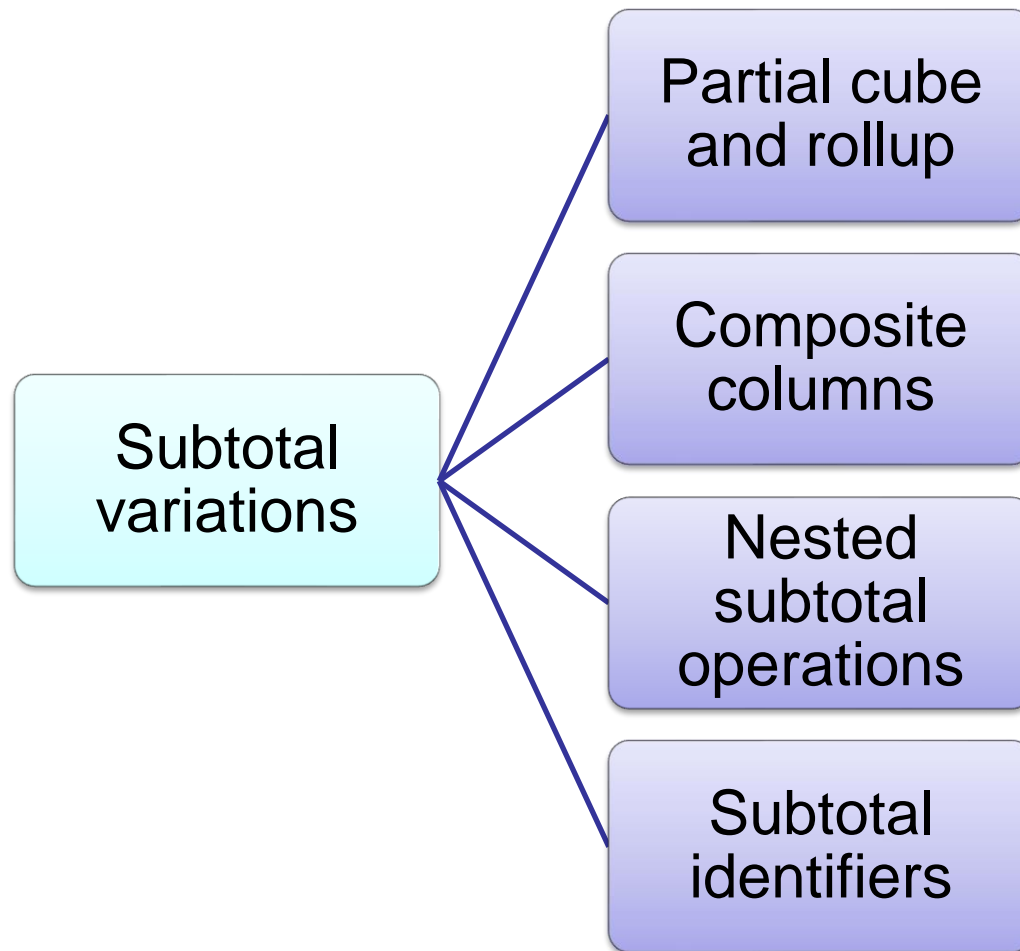 Subtotal
variations
Partial cube
and rollup
Composite
columns
Nested
subtotal
operations
Subtotal
identifiers